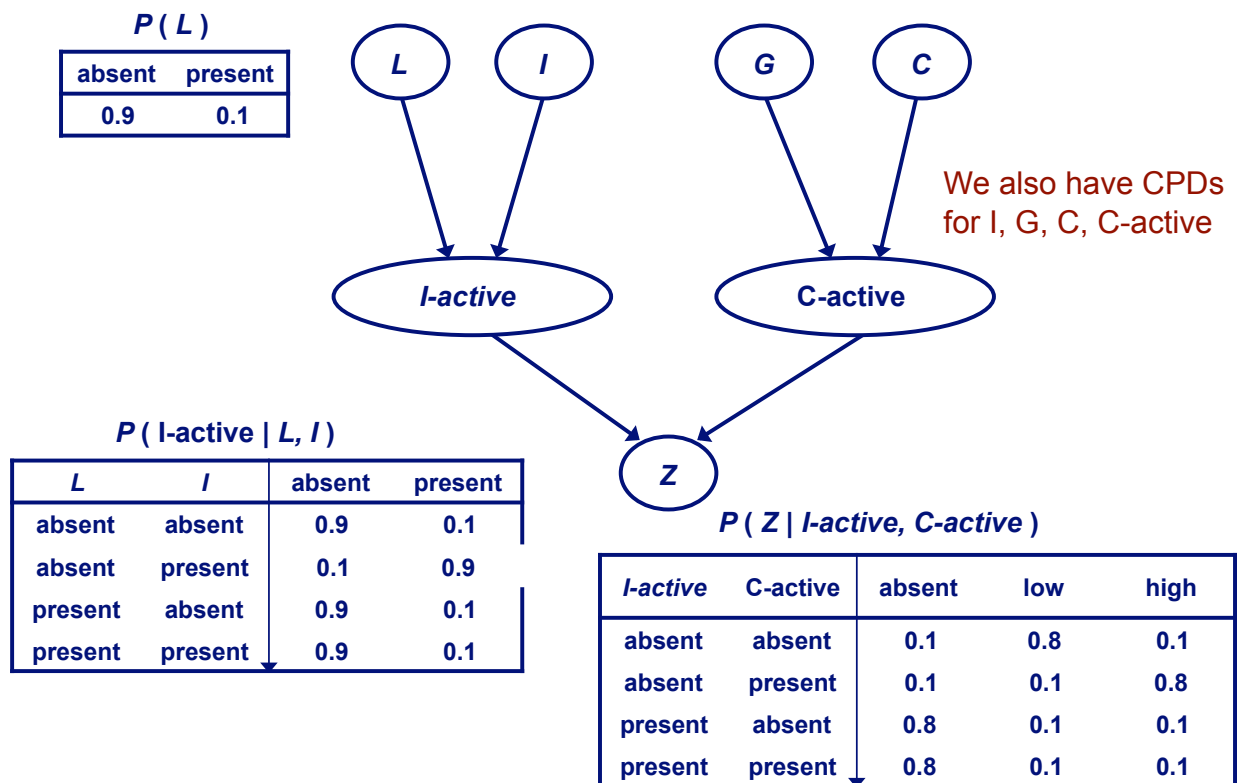 P ( L )
absent present
0.9 0.1
L I G C
We also have CPDs
for I, G, C, C-active
I-active C-active
Z
P ( I-active | L, I )
L I absent present
absent absent 0.9 0.1
absent present 0.1 0.9
present absent 0.9 0.1
present present 0.9 0.1
P ( Z | I-active, C-active )
I-active C-active absent low high
absent absent 0.1 0.8 0.1
absent present 0.1 0.1 0.8
present absent 0.8 0.1 0.1
present present 0.8 0.1 0.1